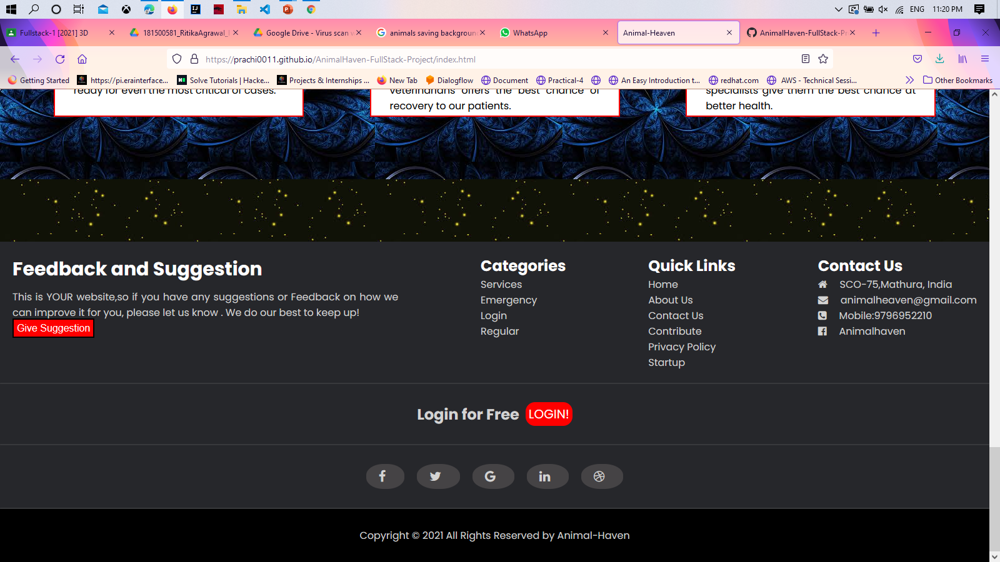 ENG 11:20 PM
Fullstack-1 [2021] 3D
181500581_RitikaAgrawal_
Google Drive - Virus scan
animals saving background
WhatsApp
Animal-Heaven
AnimalHaven-FullStack-Pr
https://prachi0011.github.io/AnimalHaven-FullStack-Project/index.html
Getting Started
https://pi.erainterface...
Solve Tutorials | Hacke...
Projects & Internships ...
New Tab
Dialogflow
Document
Practical-4
An Easy Introduction t...
redhat.com
AWS - Technical Sessi...
Other Bookmarks
ready for even the most critical of cases.
veterinarians offers the best chance of
recovery to our patients.
specialists give them the best chance at
better health.
Feedback and Suggestion
This is YOUR website,so if you have any suggestions or Feedback on how we
can improve it for you, please let us know . We do our best to keep up!
Give Suggestion
Categories
Services
Emergency
Login
Regular
Quick Links
Home
About Us
Contact Us
Contribute
Privacy Policy
Startup
Contact Us
SCO-75,Mathura, India
animalheaven@gmail.com
Mobile:9796952210
Animalhaven
Login for Free LOGIN!
Copyright © 2021 All Rights Reserved by Animal-Haven